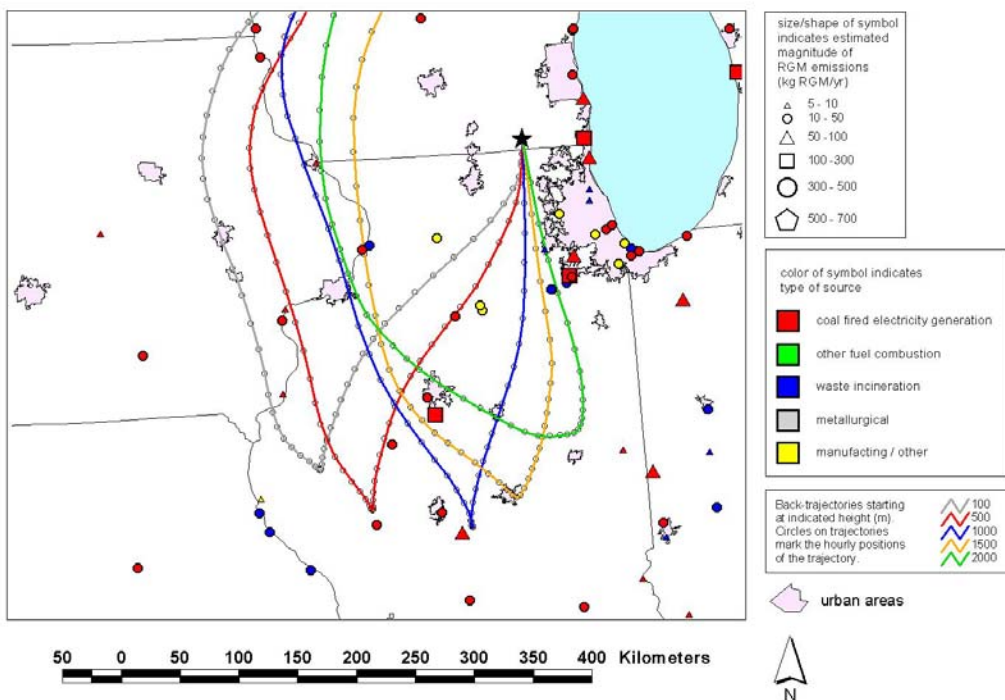 size/shape of symbol
indicates estimated
magnitude of
RGM emissions
(kg RGM/yr)
5 - 10
10 - 50
50 -100
100 -300
300 - 500
500 - 700
color of symbol indicates
type of source
coal fired electricity generation
other fuel combustion
waste incineration
metallurgical
manufacting / other
Back-trajectories starting
at indicated height (m).
Circles on trajectories
mark the hourly positions
of the trajectory.
100
500
1000
1500
2000
urban areas
N
50 0 50 100 150 200 250 300 350 400 Kilometers